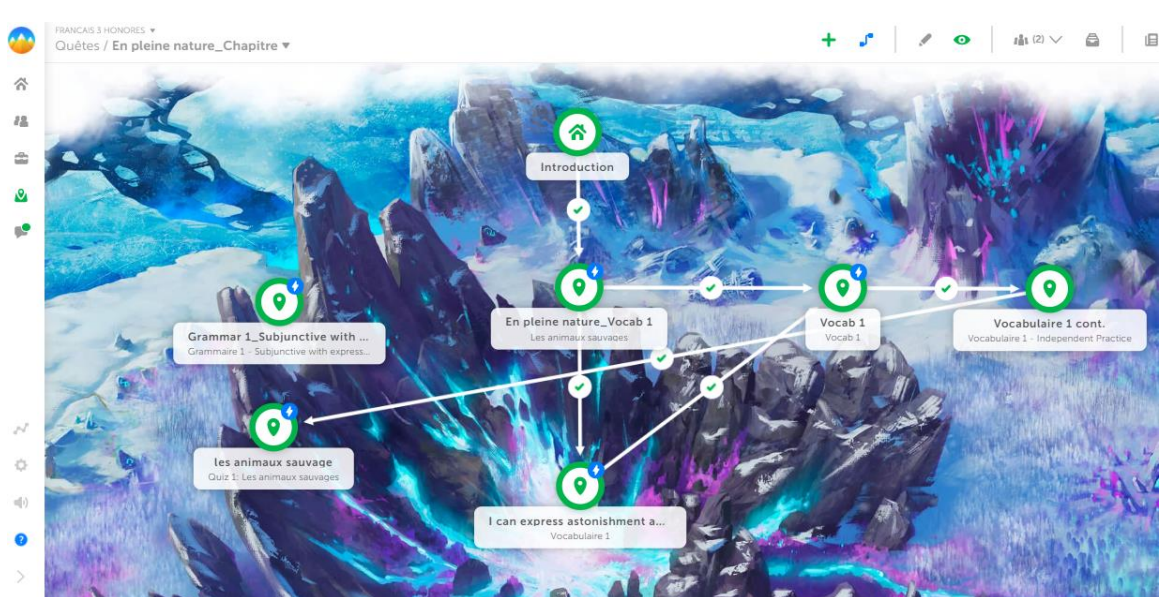 FRANCAIS 3 HONORES ▼
Quêtes / En pleine nature_Chapitre ▼
(2)
Introduction
En pleine nature_Vocab 1
Les animaux sauvages
Vocab 1
Vocab 1
Vocabulaire 1 cont.
Vocabulaire 1 - Independent Practice
Grammar 1_Subjunctive with ...
Grammaire 1 - Subjunctive with express...
les animaux sauvage
Quiz 1: Les animaux sauvages
I can express astonishment a...
Vocabulaire 1